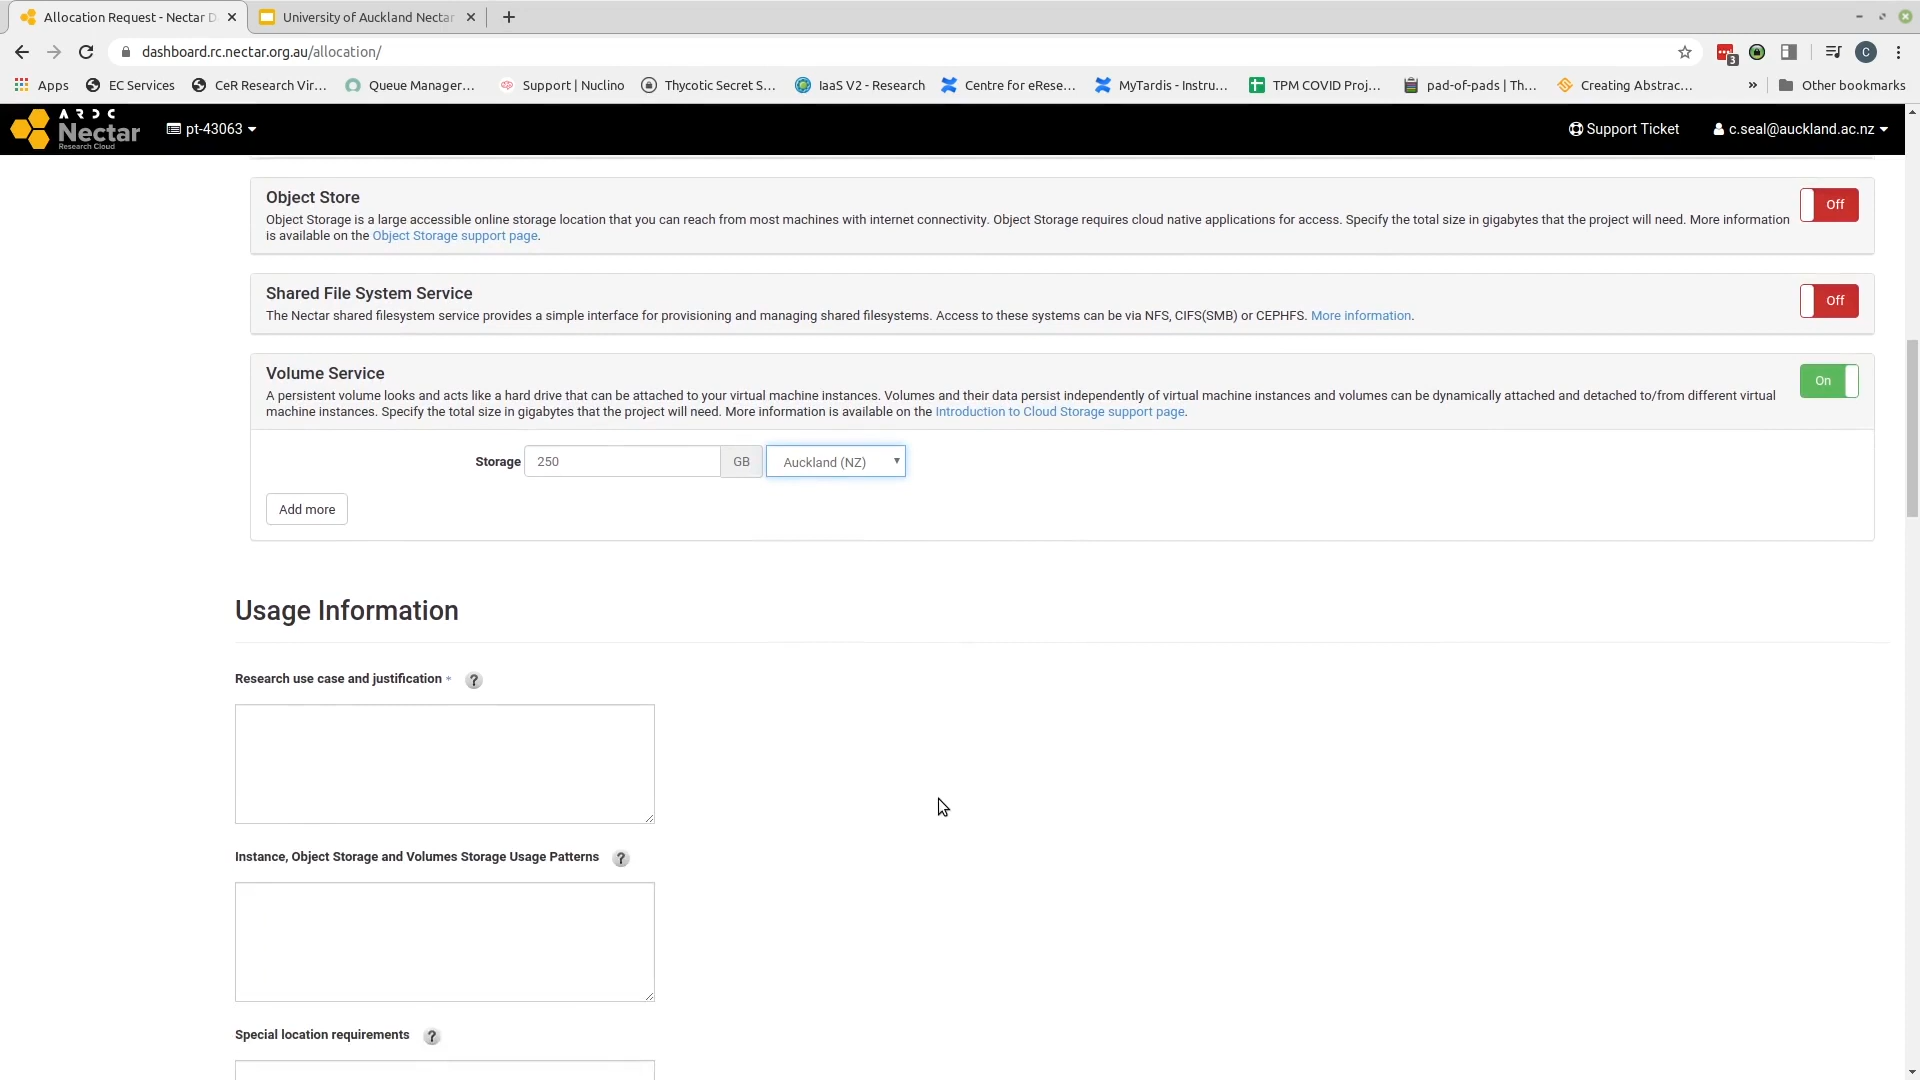 Allocation Request - Nectar D
University of Auckland Nectar
dashboard.rc.nectar.org.au/allocation/
3
C
Apps
EC Services
CeR Research Vir...
Queue Manager...
Support | Nuclino
Thycotic Secret S...
IaaS V2 - Research
Centre for eRese...
MyTardis - Instru...
TPM COVID Proj...
pad-of-pads | Th...
Creating Abstrac...
»
Other bookmarks
ARDC
Nectar
Research Cloud
pt-43063
Support Ticket
c.seal@auckland.ac.nz
Object Store
Object Storage is a large accessible online storage location that you can reach from most machines with internet connectivity. Object Storage requires cloud native applications for access. Specify the total size in gigabytes that the project will need. More information
is available on the Object Storage support page.
Off
Shared File System Service
The Nectar shared filesystem service provides a simple interface for provisioning and managing shared filesystems. Access to these systems can be via NFS, CIFS(SMB) or CEPHFS. More information.
Off
Volume Service
A persistent volume looks and acts like a hard drive that can be attached to your virtual machine instances. Volumes and their data persist independently of virtual machine instances and volumes can be dynamically attached and detached to/from different virtual
machine instances. Specify the total size in gigabytes that the project will need. More information is available on the Introduction to Cloud Storage support page.
On
Storage 250 GB Auckland (NZ)
Add more
Usage Information
Research use case and justification * ?
Instance, Object Storage and Volumes Storage Usage Patterns ?
Special location requirements ?